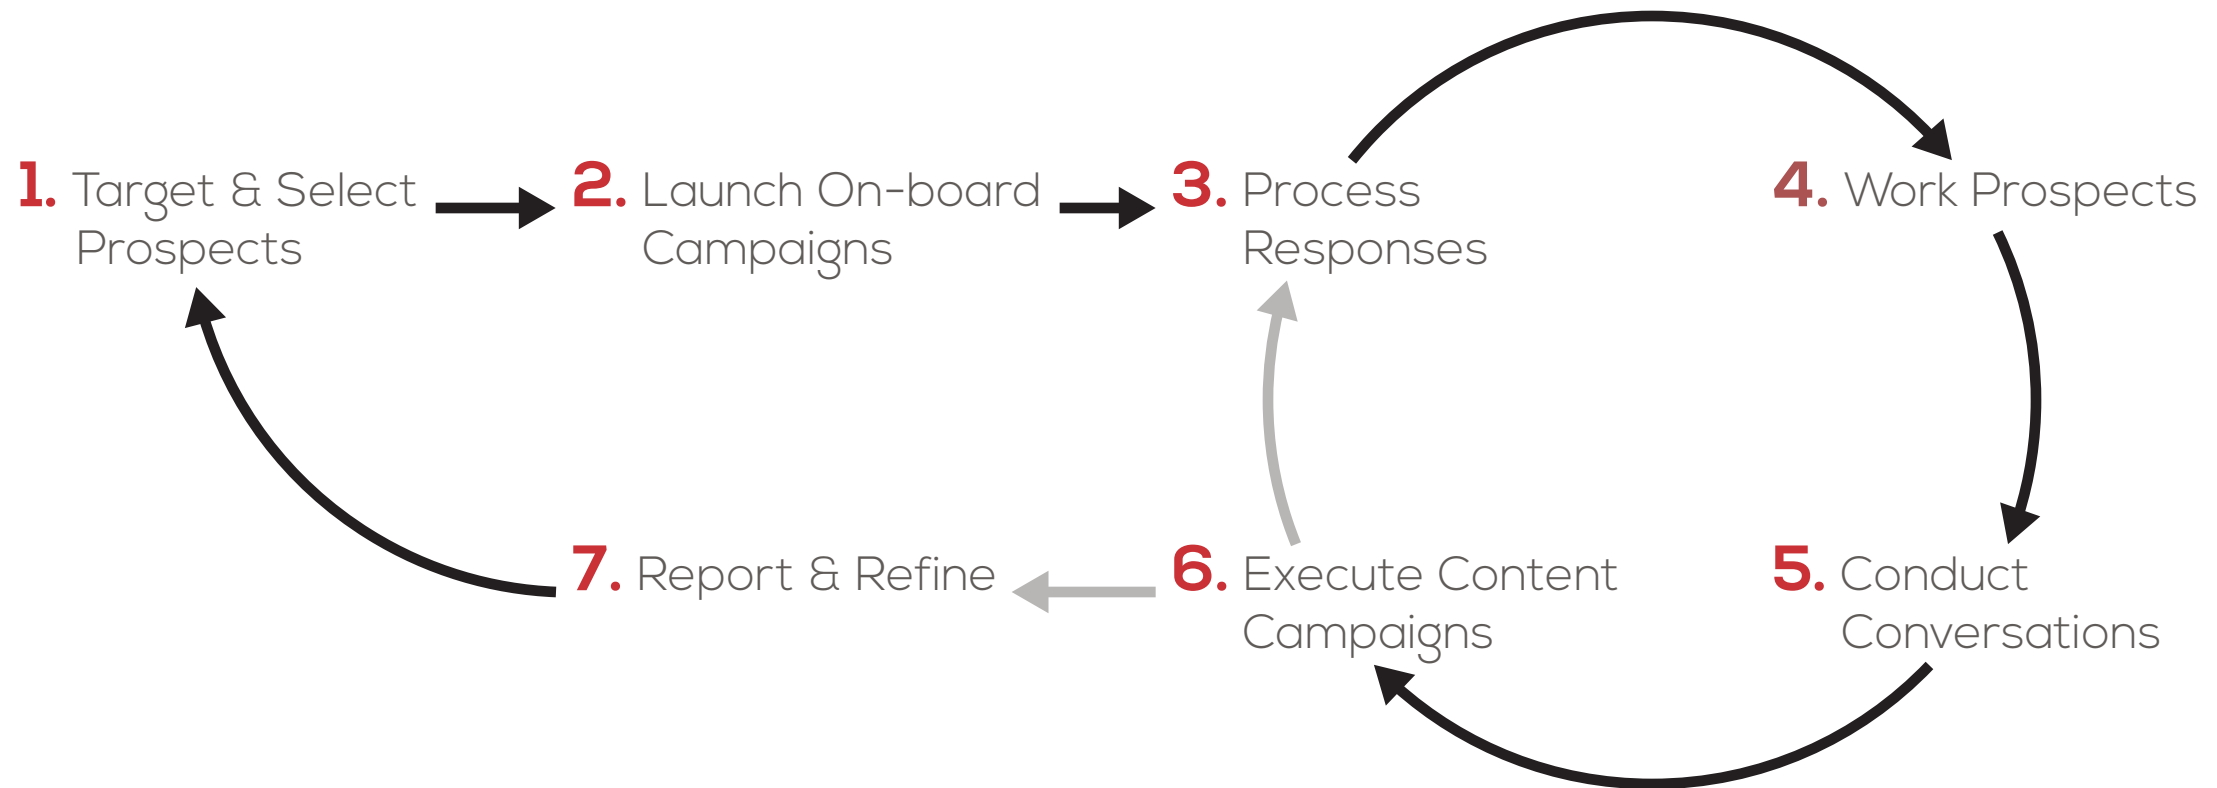 1. Target & Select
Prospects
2. Launch On-board
Campaigns
3. Process
Responses
4. Work Prospects
5. Conduct
Conversations
6. Execute Content
Campaigns
7. Report & Refine